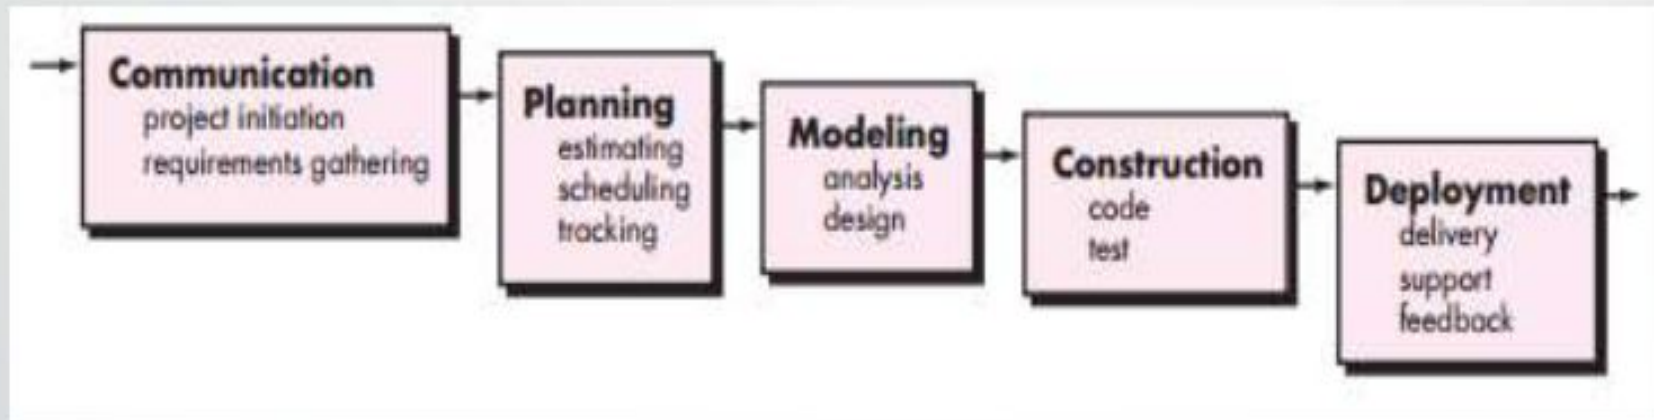 Communication
project initiation
requirements gathering
Planning
estimating
scheduling
tracking
Modeling
analysis
design
Construction
code
test
Deployment
delivery
support
feedback